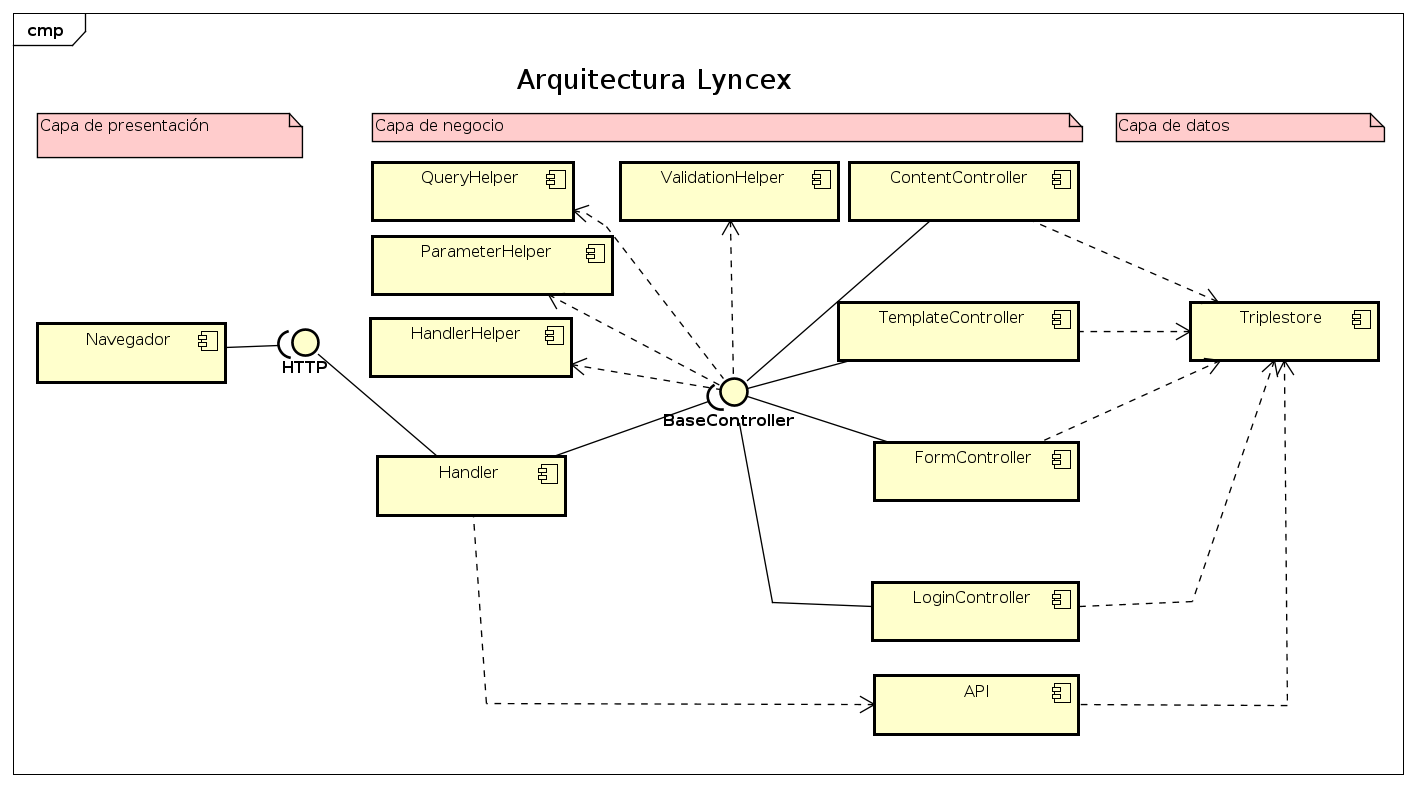 cmp
Arquitectura Lyncex
Capa de presentación
Capa de negocio
Capa de datos
QueryHelper
ValidationHelper
ContentController
ParameterHelper
Navegador
HTTP
HandlerHelper
TemplateController
Triplestore
BaseController
Handler
FormController
LoginController
API